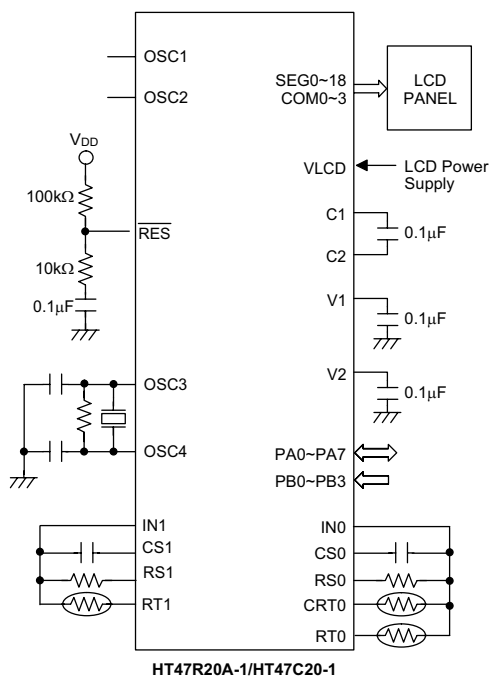 OSC1
OSC2
VDD
100kΩ
RES
10kΩ
0.1μF
OSC3
OSC4
IN1
CS1
RS1
RT1
SEG0~18
COM0~3
LCD
PANEL
VLCD
LCD Power
Supply
C1
0.1μF
C2
V1
0.1μF
V2
0.1μF
PA0~PA7
PB0~PB3
IN0
CS0
RS0
CRT0
RT0
HT47R20A-1/HT47C20-1